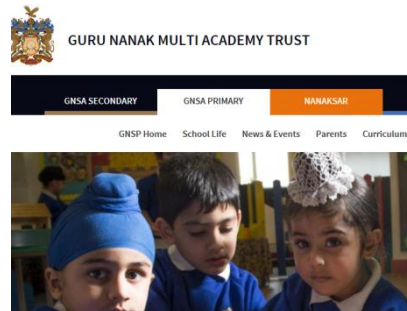 GURU NANAK MULTI ACADEMY TRUST
GNSA SECONDARY GNSA PRIMARY NANAKSAR
GNSP Home School Life News & Events Parents Curriculum